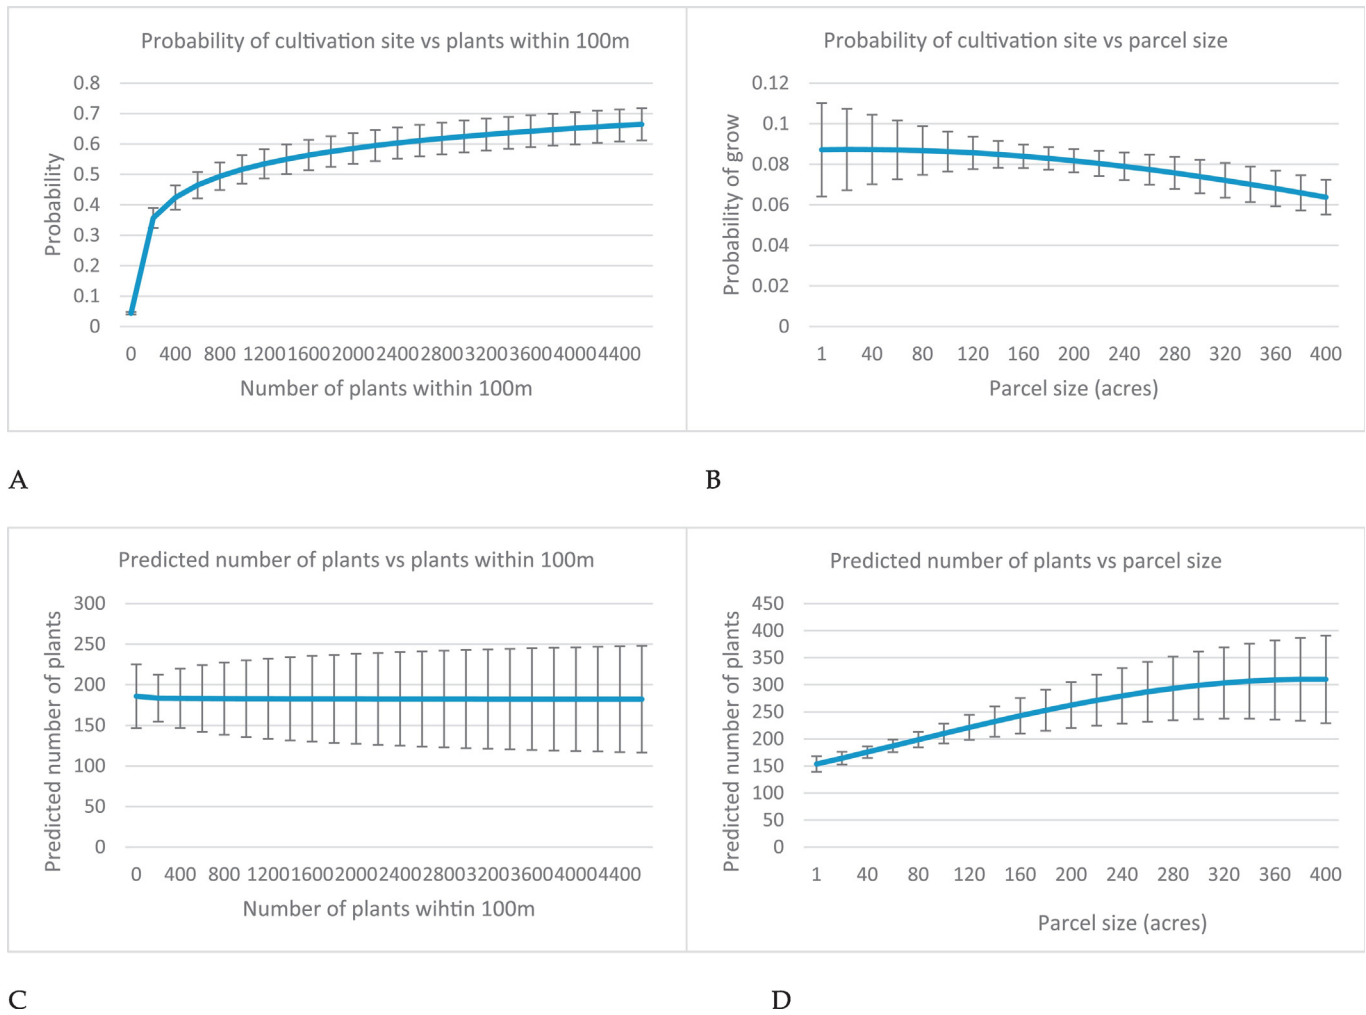 Probability of cultivation site vs plants within 100m
Probability
0.8
0.7
0.6
0.5
0.4
0.3
0.2
0.1
0
0 400 800 1200 1600 2000 2400 2800 3200 3600 4000 4400
Number of plants within 100m
A
Probability of cultivation site vs parcel size
Probability of grow
0.12
0.1
0.08
0.06
0.04
0.02
0
1 40 80 120 160 200 240 280 320 360 400
Parcel size (acres)
B
Predicted number of plants vs plants within 100m
Predicted number of plants
300
250
200
150
100
50
0
0 400 800 1200 1600 2000 2400 2800 3200 3600 4000 4400
Number of plants wihtin 100m
C
Predicted number of plants vs parcel size
Predicted number of plants
450
400
350
300
250
200
150
100
50
0
1 40 80 120 160 200 240 280 320 360 400
Parcel size (acres)
D